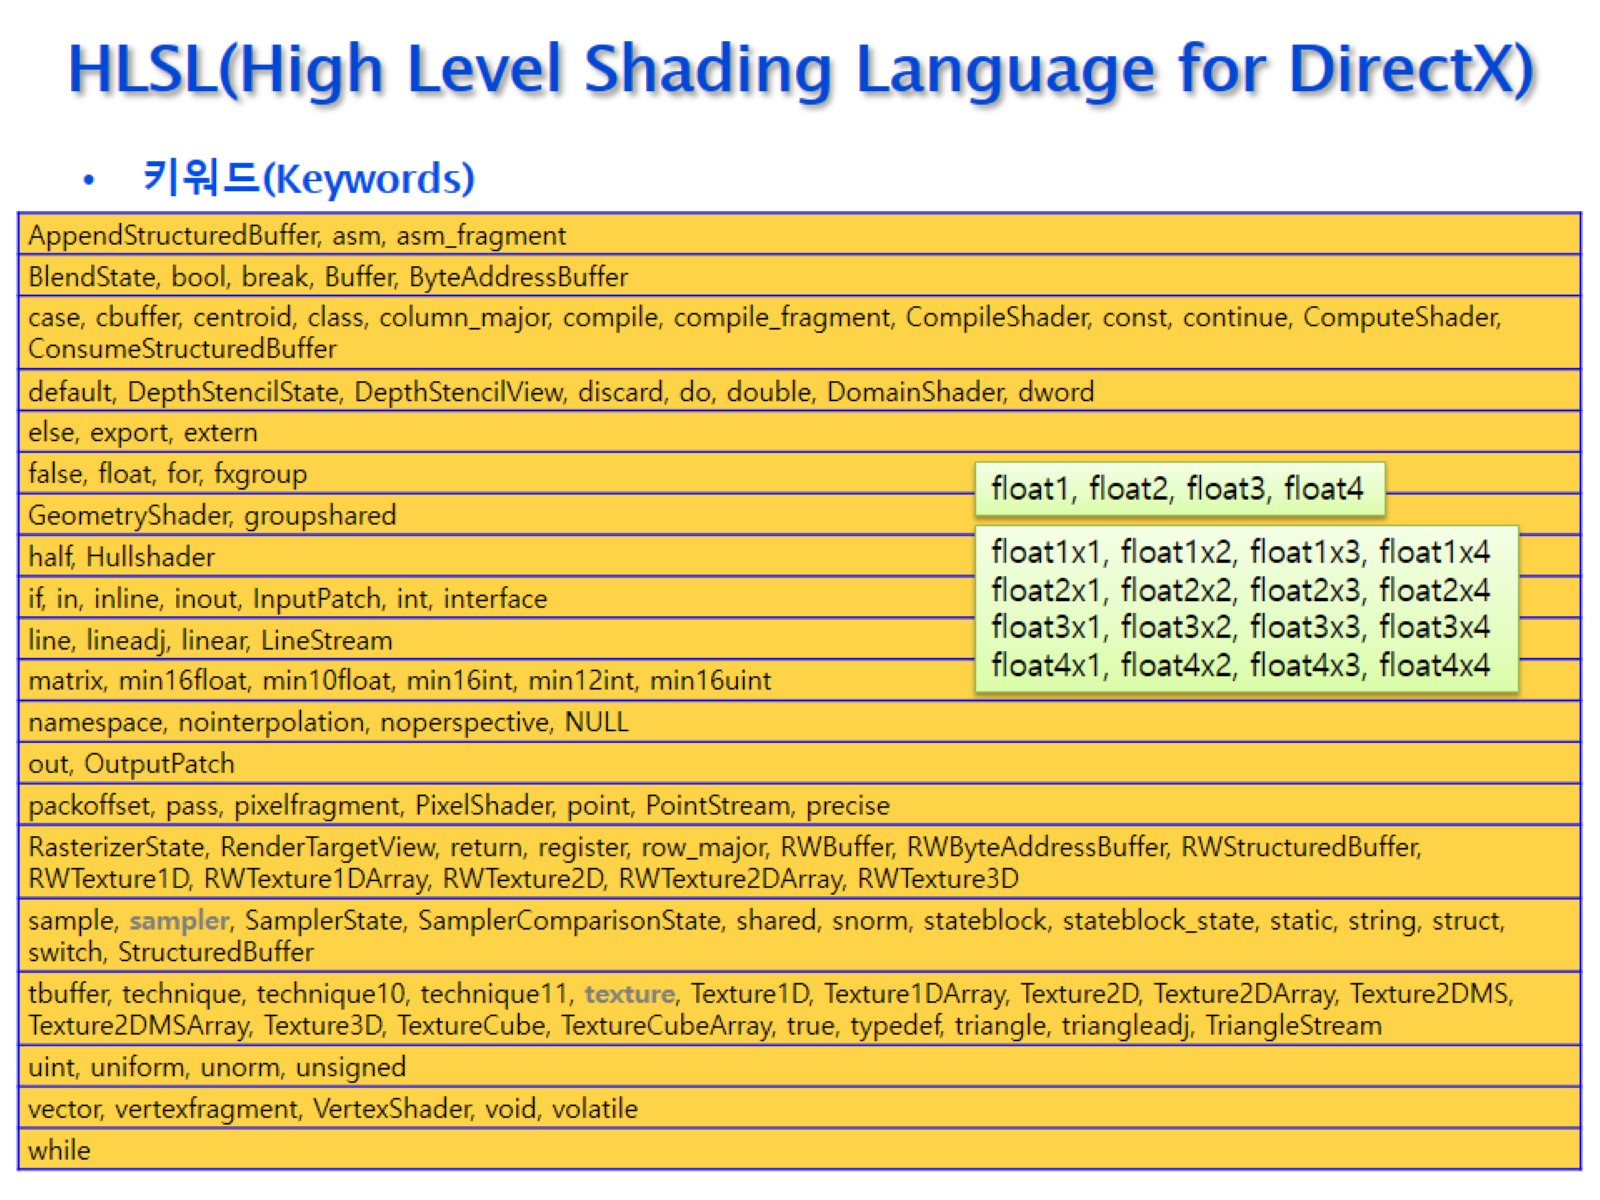 HLSL(High Level Shading Language for DirectX)
• 키워드(Keywords)
AppendStructuredBuffer, asm, asm_fragment
BlendState, bool, break, Buffer, ByteAddressBuffer
case, cbuffer, centroid, class, column_major, compile, compile_fragment, CompileShader, const, continue, ComputeShader,
ConsumeStructuredBuffer
default, DepthStencilState, DepthStencilView, discard, do, double, DomainShader, dword
else, export, extern
false, float, for, fxgroup
GeometryShader, groupshared
half, Hullshader
if, in, inline, inout, InputPatch, int, interface
line, lineadj, linear, LineStream
matrix, min16float, min10float, min16int, min12int, min16uint
namespace, nointerpolation, noperspective, NULL
out, OutputPatch
packoffset, pass, pixelfragment, PixelShader, point, PointStream, precise
RasterizerState, RenderTargetView, return, register, row_major, RWBuffer, RWByteAddressBuffer, RWStructuredBuffer,
RWTexture1D, RWTexture1DArray, RWTexture2D, RWTexture2DArray, RWTexture3D
sample, sampler, SamplerState, SamplerComparisonState, shared, snorm, stateblock, stateblock_state, static, string, struct,
switch, StructuredBuffer
tbuffer, technique, technique10, technique11, texture, Texture1D, Texture1DArray, Texture2D, Texture2DArray, Texture2DMS,
Texture2DMSArray, Texture3D, TextureCube, TextureCubeArray, true, typedef, triangle, triangleadj, TriangleStream
uint, uniform, unorm, unsigned
vector, vertexfragment, VertexShader, void, volatile
while
float1, float2, float3, float4
float1x1, float1x2, float1x3, float1x4
float2x1, float2x2, float2x3, float2x4
float3x1, float3x2, float3x3, float3x4
float4x1, float4x2, float4x3, float4x4